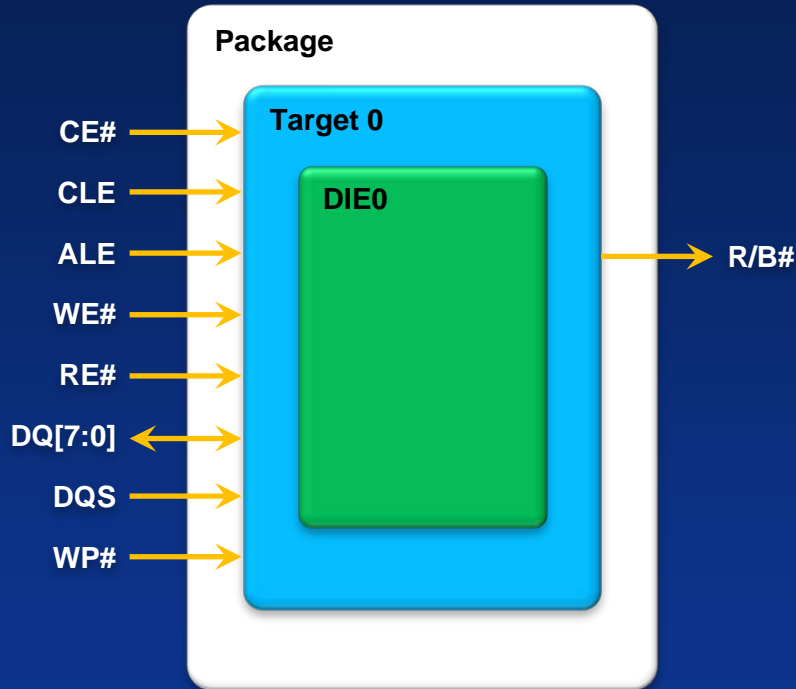 Package
Target 0
DIE0
CE#
CLE
ALE
WE#
RE#
DQ[7:0]
DQS
WP#
R/B#